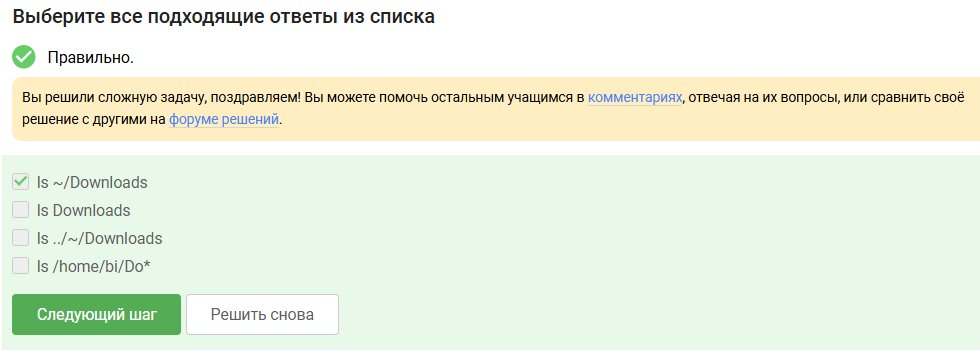 Выберите все подходящие ответы из списка
Правильно.
Вы решили сложную задачу, поздравляем! Вы можете помочь остальным учащимся в комментариях, отвечая на их вопросы, или сравнить своё
решение с другими на форуме решений.
ls ~/Downloads
ls Downloads
ls ../~/Downloads
ls /home/bi/Do*
Следующий шаг
Решить снова